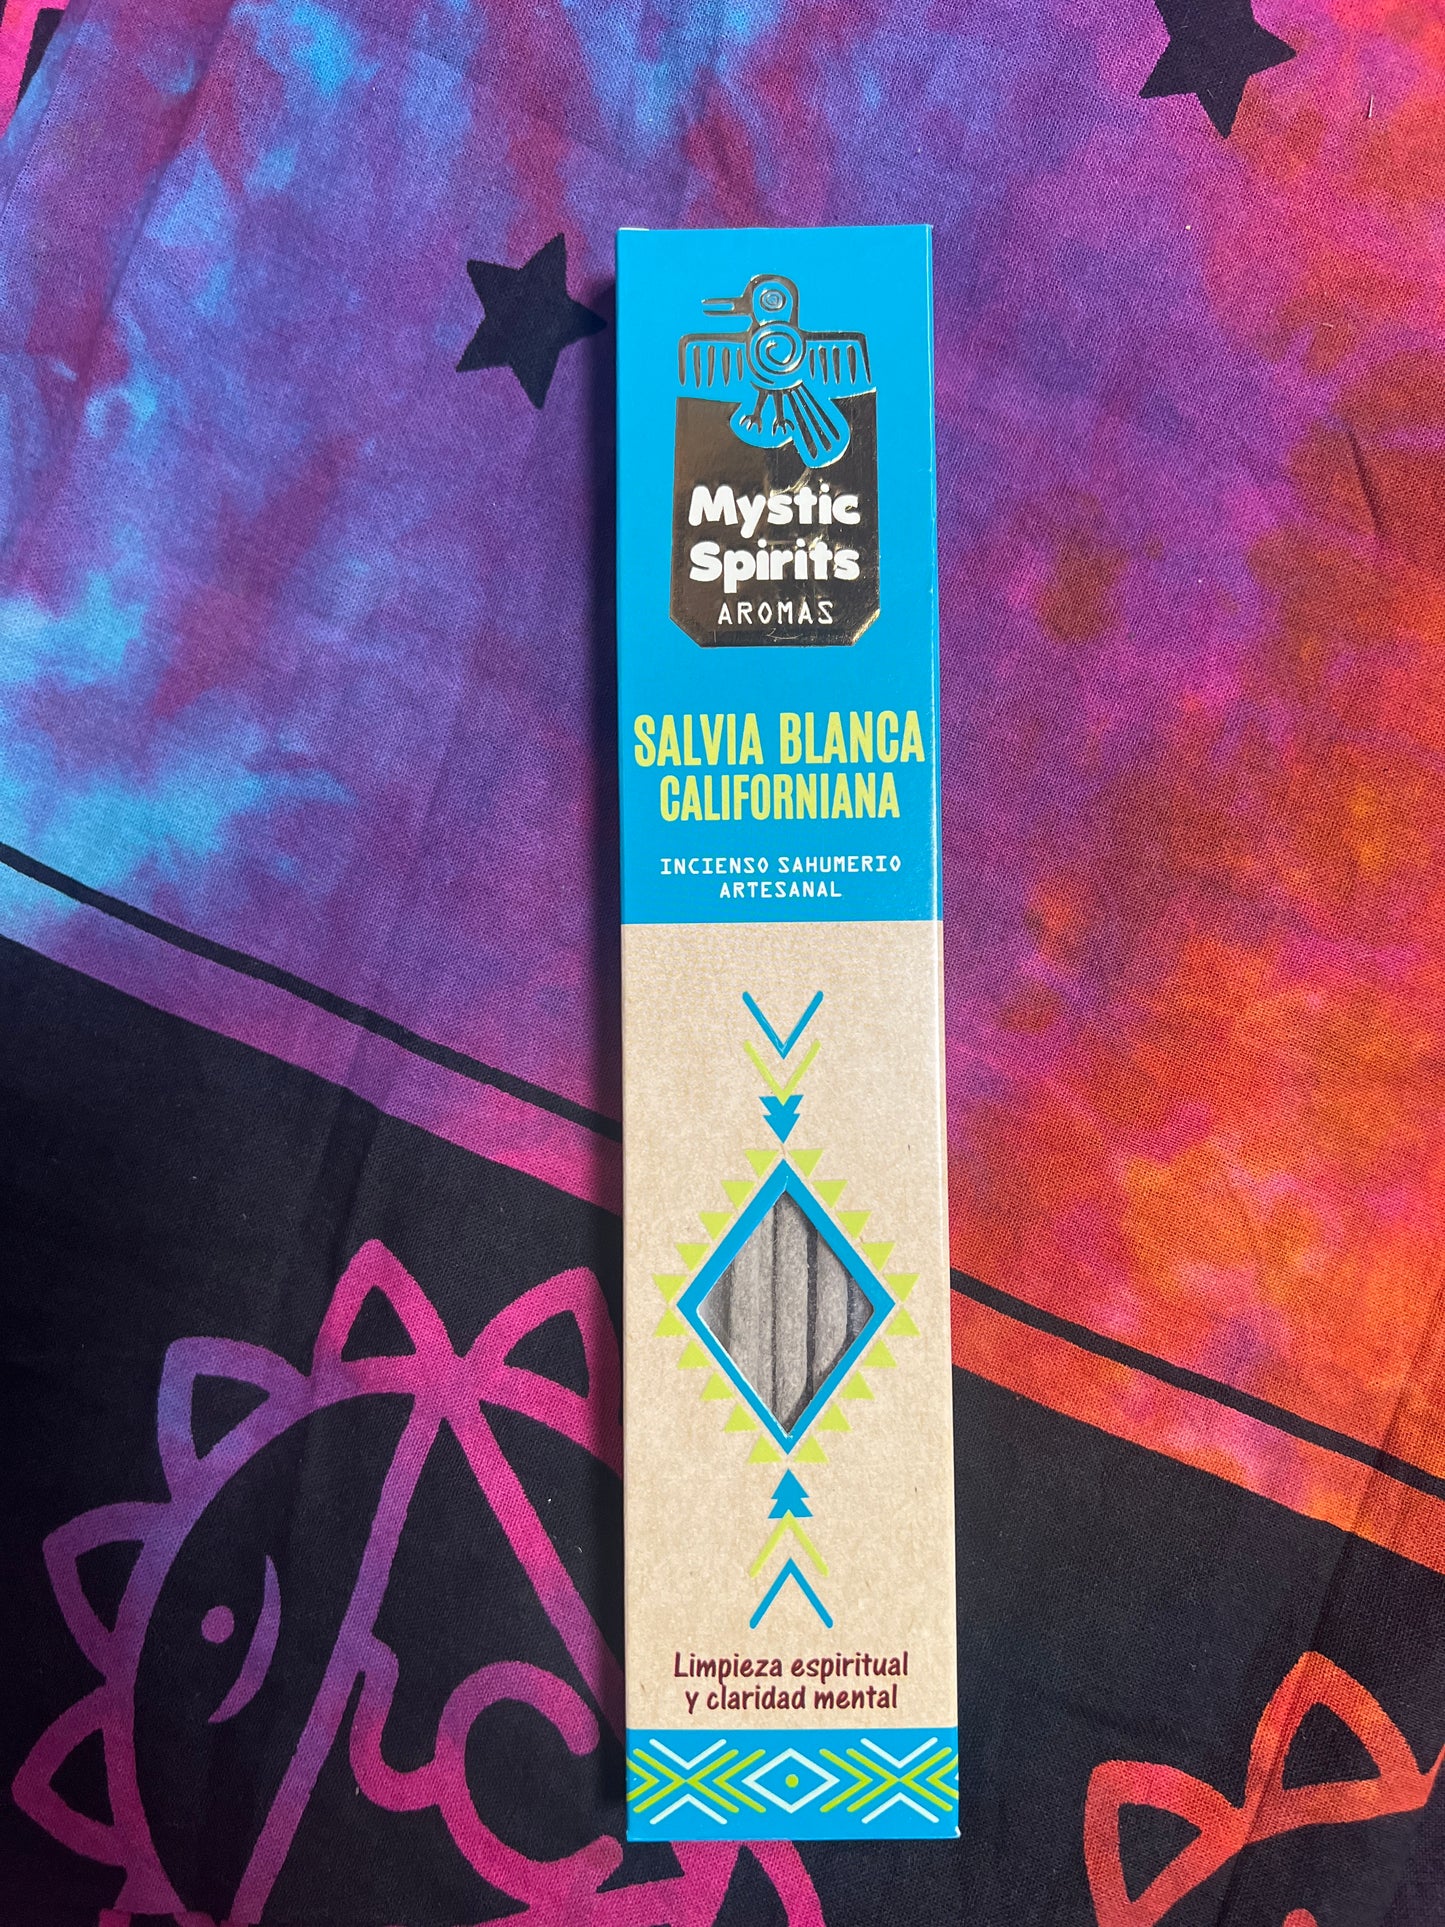 Mystic
Spirits
AROMAS
SALVIA BLANCA
CALIFORNIANA
INCIENSO SAHUMERIO
ARTESANAL
Limpieza espiritual
y claridad mental